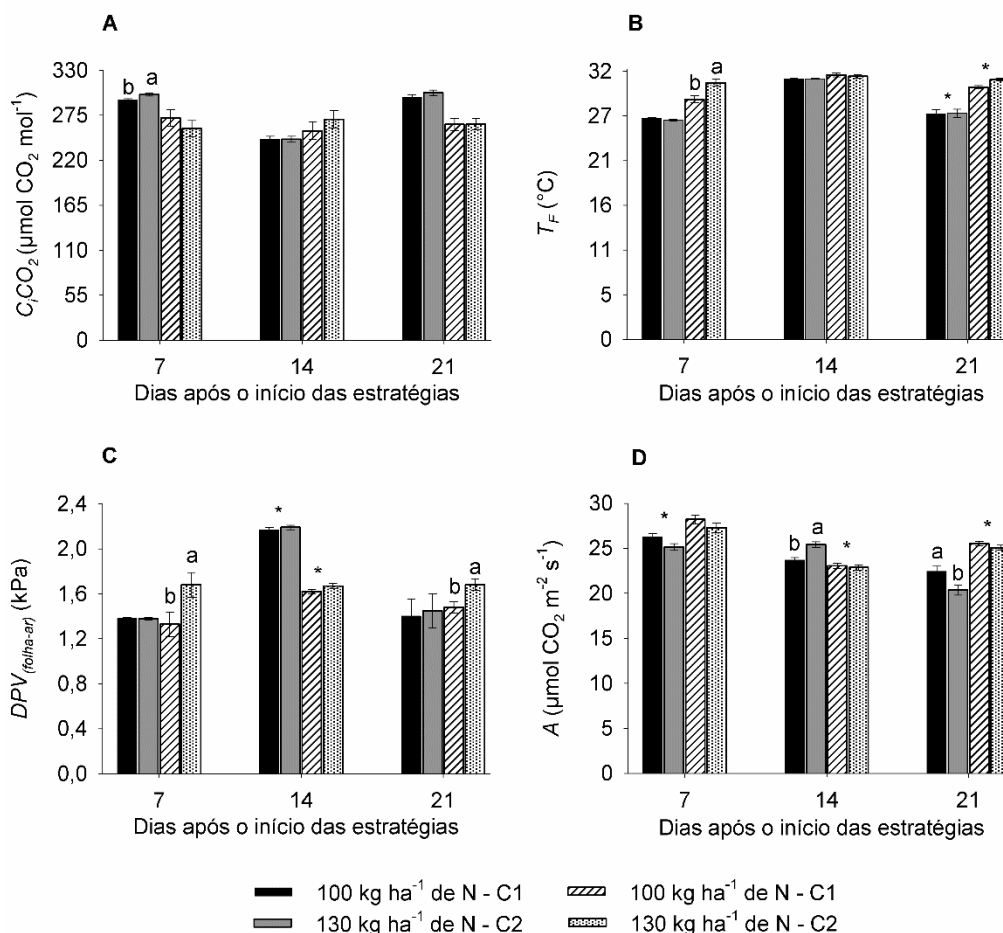 A
b a
C_iCO_2 (µmol CO_2 mol^-1)
330
275
220
165
110
55
0
7 14 21
Dias após o início das estratégias
B
b a * *
T_F (°C)
32
27
21
16
11
5
0
7 14 21
Dias após o início das estratégias
C
b a * * b a
DPV_(folha-ar) (kPa)
2,4
2,0
1,6
1,2
0,8
0,4
0,0
7 14 21
Dias após o início das estratégias
D
* b a * a b *
A (µmol CO_2 m^-2 s^-1)
30
25
20
15
10
5
0
7 14 21
Dias após o início das estratégias
100 kg ha^-1 de N - C1
130 kg ha^-1 de N - C2
100 kg ha^-1 de N - C1
130 kg ha^-1 de N - C2